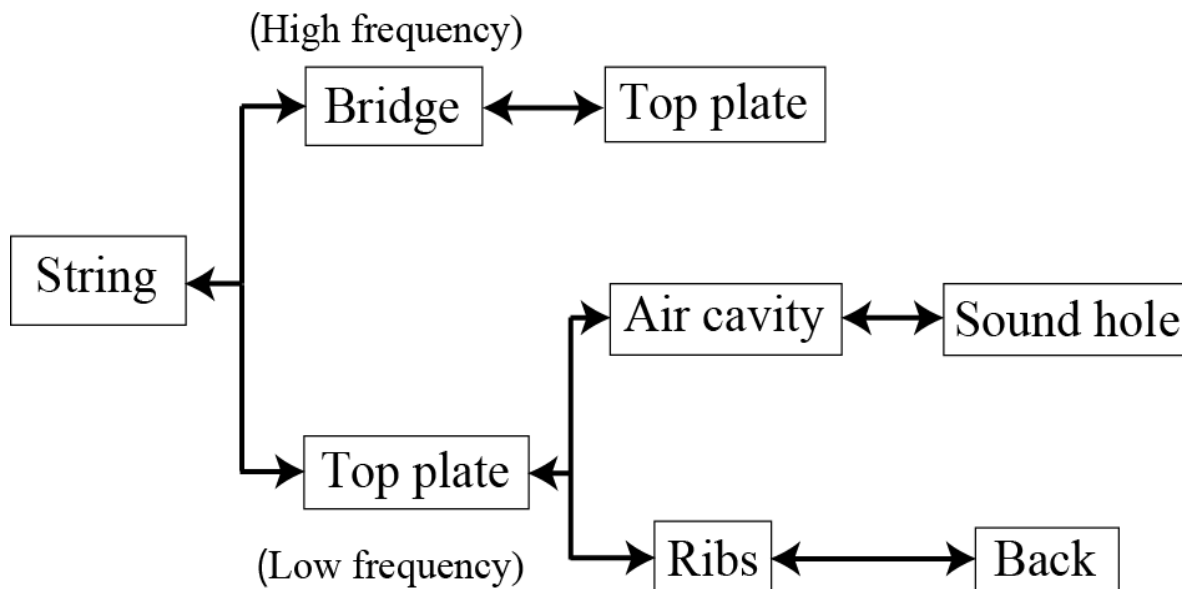 (High frequency)
Bridge
Top plate
String
Air cavity
Sound hole
Top plate
(Low frequency)
Ribs
Back